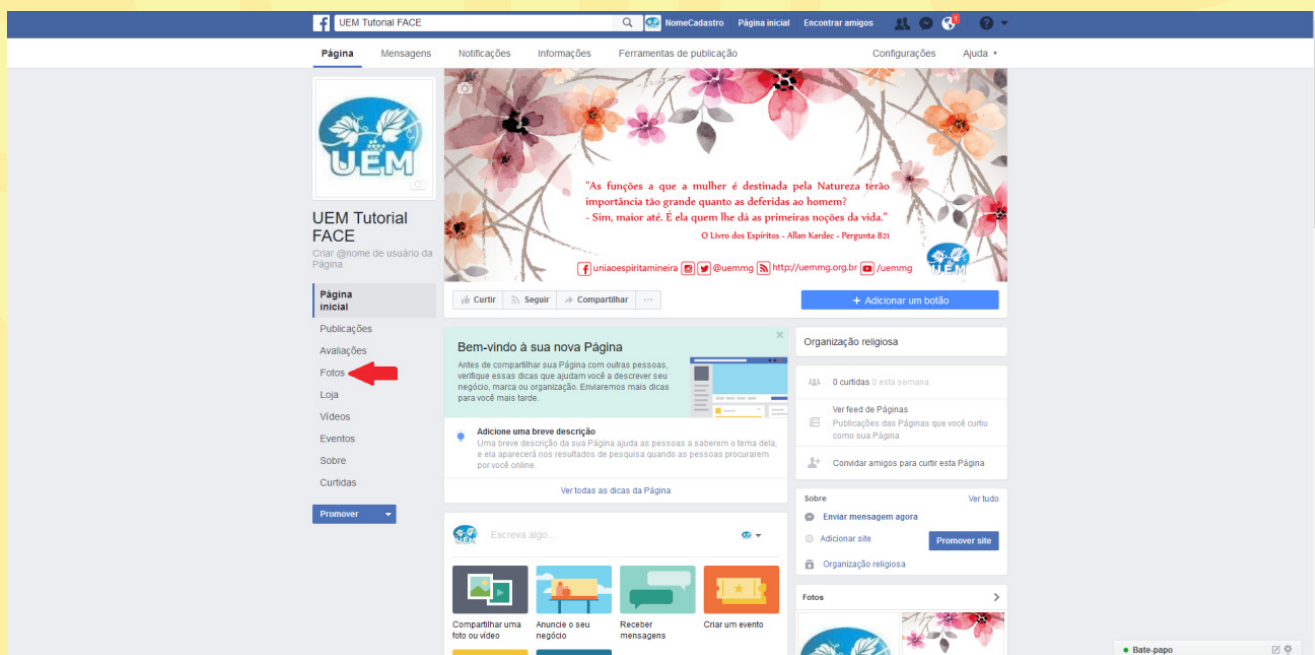 UEM Tutorial FACE
NomeCadastro Página inicial Encontrar amigos
1
Página Mensagens Notificações Informações Ferramentas de publicação Configurações Ajuda
UEM
"As funções a que a mulher é destinada pela Natureza terão
importância tão grande quanto as deferidas ao homem?
- Sim, maior até. É ela quem lhe dá as primeiras noções da vida."
O Livro dos Espíritos - Allan Kardec - Pergunta 821
uniaoespiritamineira @uemmg http://uemmg.org.br /uemmg
UEM
UEM Tutorial
FACE
Criar @nome de usuário da
Página
Curtir Seguir Compartilhar ...
+ Adicionar um botão
Página
inicial
Publicações
Avaliações
Fotos
Loja
Vídeos
Eventos
Sobre
Curtidas
Promover
Bem-vindo à sua nova Página
Antes de compartilhar sua Página com outras pessoas,
verifique essas dicas que ajudam você a descrever seu
negócio, marca ou organização. Enviaremos mais dicas
para você mais tarde.
Adicione uma breve descrição
Uma breve descrição da sua Página ajuda as pessoas a saberem o tema dela,
e ela aparecerá nos resultados de pesquisa quando as pessoas procurarem
por você online.
Ver todas as dicas da Página
Escreva algo...
Compartilhar uma
foto ou vídeo
Anuncie o seu
negócio
Receber
mensagens
Criar um evento
Organização religiosa
0 curtidas 0 esta semana
Ver feed de Páginas
Publicações das Páginas que você curtiu
como sua Página
Convidar amigos para curtir esta Página
Sobre Ver tudo
Enviar mensagem agora
Adicionar site Promover site
Organização religiosa
Fotos
Bate-papo